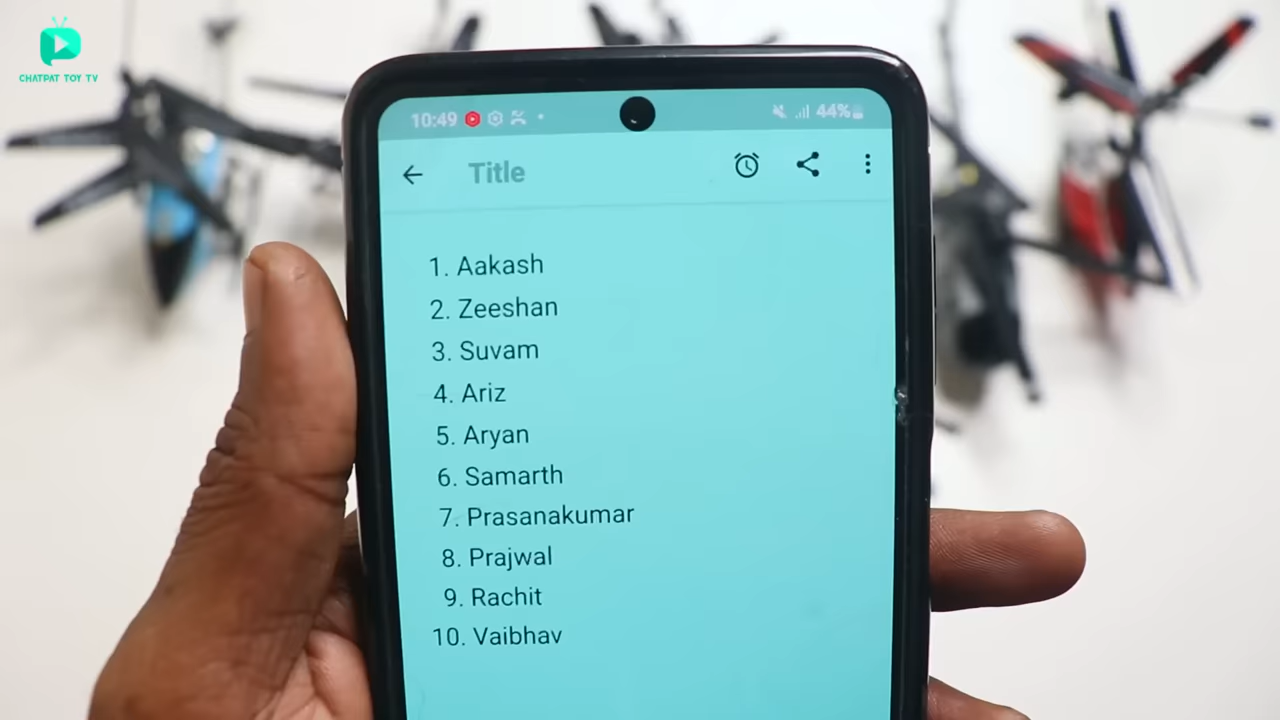 CHATPAT TOY TV
10:49
44%
Title
1. Aakash
2. Zeeshan
3. Suvam
4. Ariz
5. Aryan
6. Samarth
7. Prasanakumar
8. Prajwal
9. Rachit
10. Vaibhav